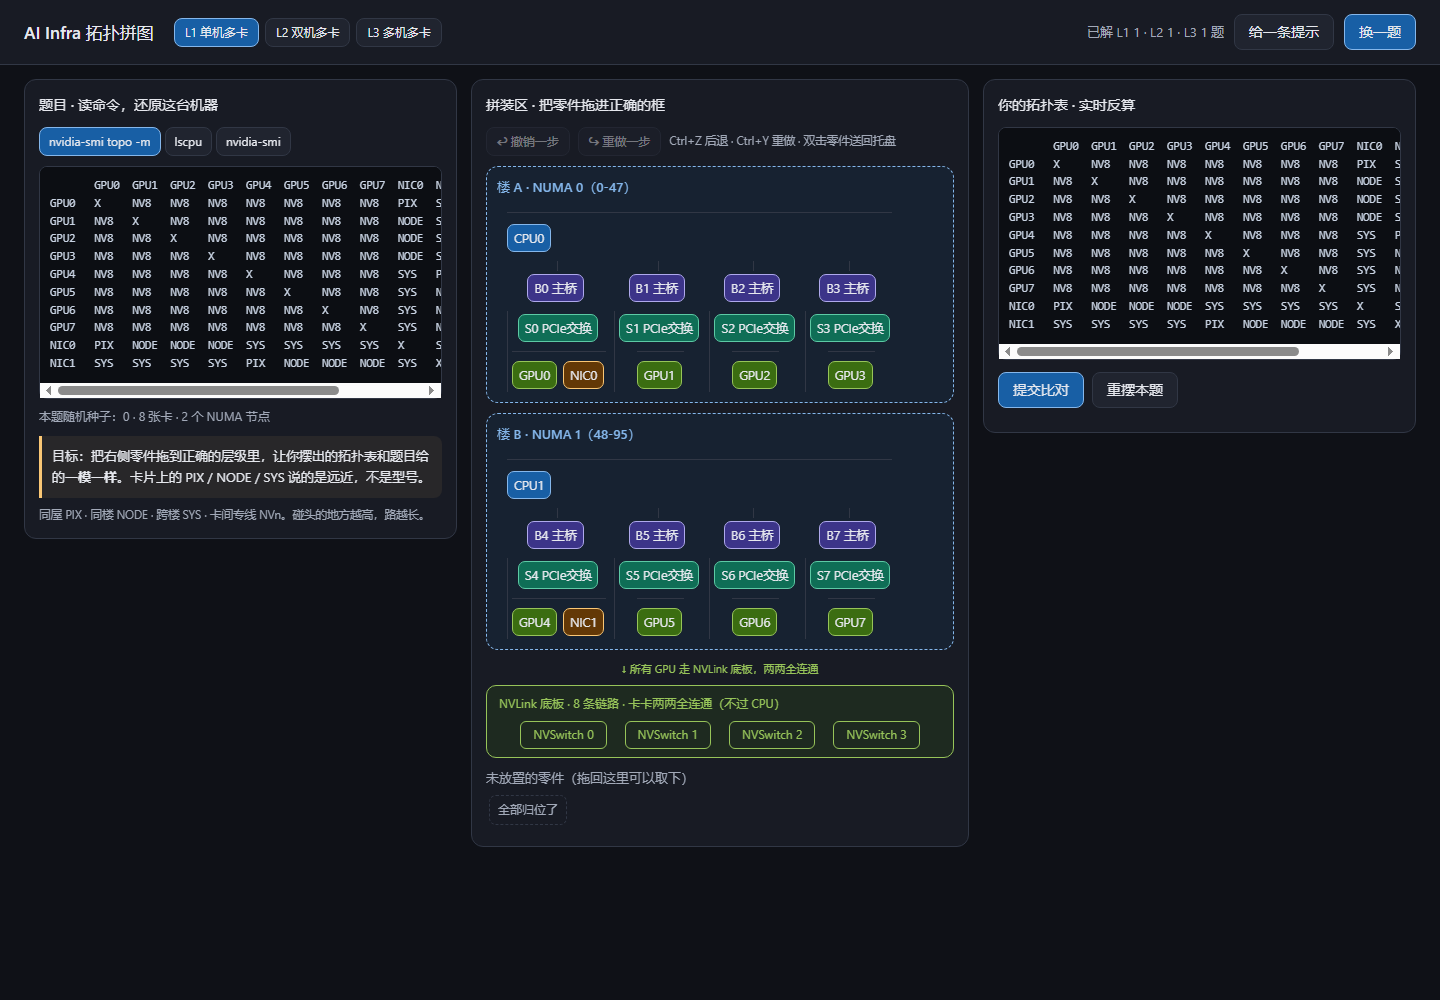 AI Infra 拓扑拼图
L1 单机多卡 L2 双机多卡 L3 多机多卡
已解 L1 1 · L2 1 · L3 1 题
给一条提示
换一题
题目 · 读命令，还原这台机器
nvidia-smi topo -m lscpu nvidia-smi
GPU0 GPU1 GPU2 GPU3 GPU4 GPU5 GPU6 GPU7 NIC0
GPU0 X NV8 NV8 NV8 NV8 NV8 NV8 NV8 PIX S
GPU1 NV8 X NV8 NV8 NV8 NV8 NV8 NV8 NODE S
GPU2 NV8 NV8 X NV8 NV8 NV8 NV8 NV8 NODE S
GPU3 NV8 NV8 NV8 X NV8 NV8 NV8 NV8 NODE S
GPU4 NV8 NV8 NV8 NV8 X NV8 NV8 NV8 SYS P
GPU5 NV8 NV8 NV8 NV8 NV8 X NV8 NV8 SYS N
GPU6 NV8 NV8 NV8 NV8 NV8 NV8 X NV8 SYS N
GPU7 NV8 NV8 NV8 NV8 NV8 NV8 NV8 X SYS N
NIC0 PIX NODE NODE NODE SYS SYS SYS SYS X S
NIC1 SYS SYS SYS SYS PIX NODE NODE NODE SYS X
本题随机种子：0 · 8 张卡 · 2 个 NUMA 节点
目标：把右侧零件拖到正确的层级里，让你摆出的拓扑表和题目给
的一模一样。卡片上的 PIX / NODE / SYS 说的是远近，不是型号。
同屋 PIX · 同楼 NODE · 跨楼 SYS · 卡间专线 NVn。碰头的地方越高，路越长。
拼装区 · 把零件拖进正确的框
↩ 撤销一步 ↪ 重做一步 Ctrl+Z 后退 · Ctrl+Y 重做 · 双击零件送回托盘
楼 A · NUMA 0（0-47）
CPU0
B0 主桥 B1 主桥 B2 主桥 B3 主桥
S0 PCIe交换 S1 PCIe交换 S2 PCIe交换 S3 PCIe交换
GPU0 NIC0 GPU1 GPU2 GPU3
楼 B · NUMA 1（48-95）
CPU1
B4 主桥 B5 主桥 B6 主桥 B7 主桥
S4 PCIe交换 S5 PCIe交换 S6 PCIe交换 S7 PCIe交换
GPU4 NIC1 GPU5 GPU6 GPU7
↓ 所有 GPU 走 NVLink 底板，两两全连通
NVLink 底板 · 8 条链路 · 卡卡两两全连通（不过 CPU）
NVSwitch 0 NVSwitch 1 NVSwitch 2 NVSwitch 3
未放置的零件（拖回这里可以取下）
全部归位了
你的拓扑表 · 实时反算
GPU0 GPU1 GPU2 GPU3 GPU4 GPU5 GPU6 GPU7 NIC0
GPU0 X NV8 NV8 NV8 NV8 NV8 NV8 NV8 PIX S
GPU1 NV8 X NV8 NV8 NV8 NV8 NV8 NV8 NODE S
GPU2 NV8 NV8 X NV8 NV8 NV8 NV8 NV8 NODE S
GPU3 NV8 NV8 NV8 X NV8 NV8 NV8 NV8 NODE S
GPU4 NV8 NV8 NV8 NV8 X NV8 NV8 NV8 SYS P
GPU5 NV8 NV8 NV8 NV8 NV8 X NV8 NV8 SYS N
GPU6 NV8 NV8 NV8 NV8 NV8 NV8 X NV8 SYS N
GPU7 NV8 NV8 NV8 NV8 NV8 NV8 NV8 X SYS N
NIC0 PIX NODE NODE NODE SYS SYS SYS SYS X S
NIC1 SYS SYS SYS SYS PIX NODE NODE NODE SYS X
提交比对 重摆本题